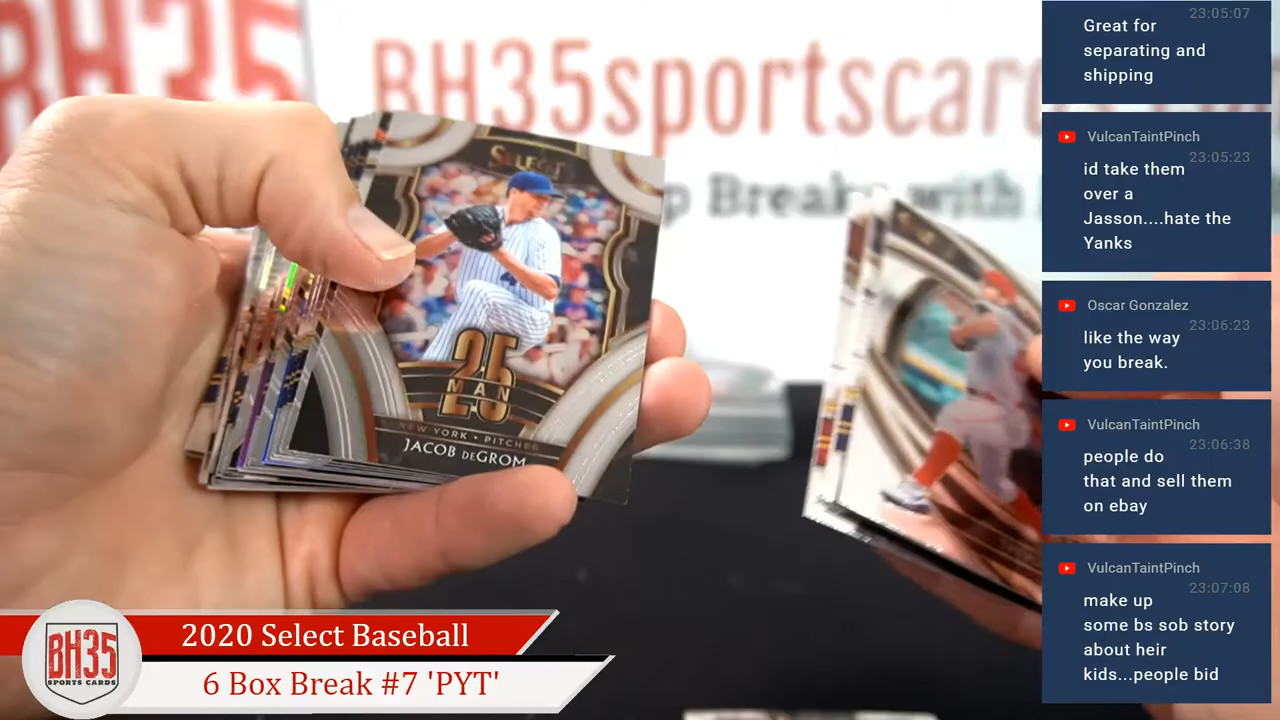 BH35
BH35sportscards.com
p Breaks with
SELECT
25
MAN
NEW YORK • PITCHER
JACOB deGROM
2020 Select Baseball
6 Box Break #7 'PYT'
BH35
SPORTS CARDS
23:05:07
Great for
separating and
shipping
VulcanTaintPinch
23:05:23
id take them
over a
Jasson....hate the
Yanks
Oscar Gonzalez
23:06:23
like the way
you break.
VulcanTaintPinch
23:06:38
people do
that and sell them
on ebay
VulcanTaintPinch
23:07:08
make up
some bs sob story
about heir
kids...people bid